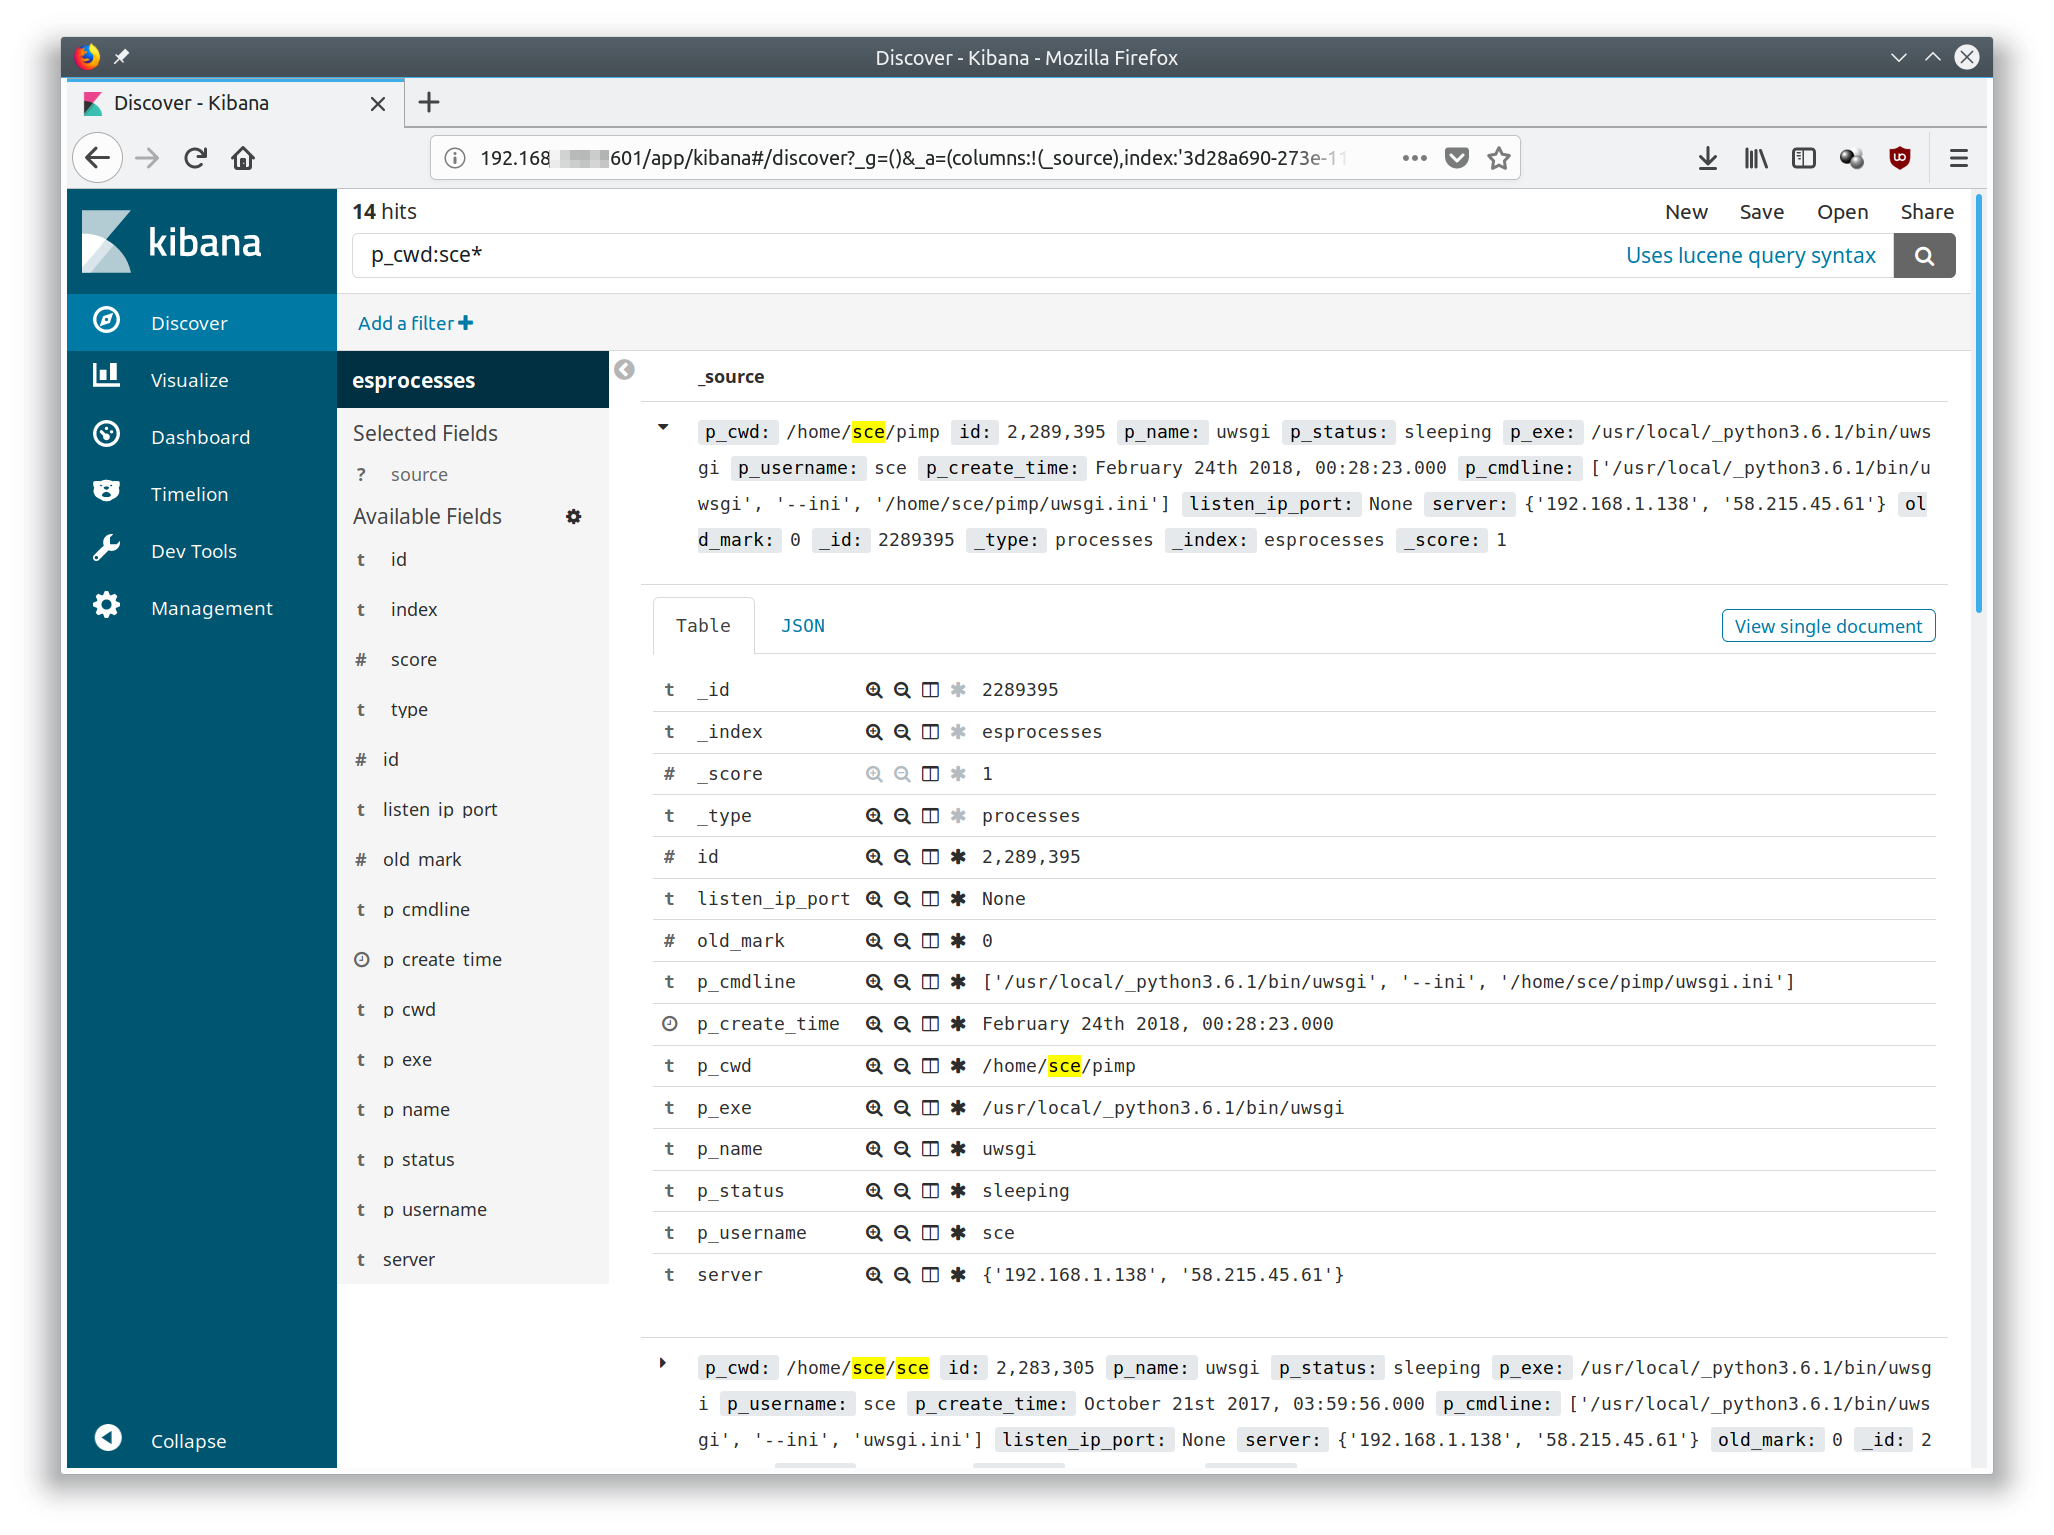 Discover - Kibana - Mozilla Firefox
Discover - Kibana
192.168 601/app/kibana#/discover?_g=()&_a=(columns:!(_source),index:'3d28a690-273e-11
kibana
Discover
Visualize
Dashboard
Timelion
Dev Tools
Management
Collapse
14 hits
New Save Open Share
p_cwd:sce*
Uses lucene query syntax
Add a filter +
esprocesses
Selected Fields
? source
Available Fields
t id
t index
# score
t type
# id
t listen ip port
# old mark
t p cmdline
p create time
t p cwd
t p exe
t p name
t p status
t p username
t server
_source
p_cwd: /home/sce/pimp id: 2,289,395 p_name: uwsgi p_status: sleeping p_exe: /usr/local/_python3.6.1/bin/uws
gi p_username: sce p_create_time: February 24th 2018, 00:28:23.000 p_cmdline: ['/usr/local/_python3.6.1/bin/u
wsgi', '--ini', '/home/sce/pimp/uwsgi.ini'] listen_ip_port: None server: {'192.168.1.138', '58.215.45.61'} ol
d_mark: 0 _id: 2289395 _type: processes _index: esprocesses _score: 1
Table JSON
View single document
t _id 2289395
t _index esprocesses
# _score 1
t _type processes
# id 2,289,395
t listen_ip_port None
# old_mark 0
t p_cmdline ['/usr/local/_python3.6.1/bin/uwsgi', '--ini', '/home/sce/pimp/uwsgi.ini']
p_create_time February 24th 2018, 00:28:23.000
t p_cwd /home/sce/pimp
t p_exe /usr/local/_python3.6.1/bin/uwsgi
t p_name uwsgi
t p_status sleeping
t p_username sce
t server {'192.168.1.138', '58.215.45.61'}
p_cwd: /home/sce/sce id: 2,283,305 p_name: uwsgi p_status: sleeping p_exe: /usr/local/_python3.6.1/bin/uwsg
i p_username: sce p_create_time: October 21st 2017, 03:59:56.000 p_cmdline: ['/usr/local/_python3.6.1/bin/uws
gi', '--ini', 'uwsgi.ini'] listen_ip_port: None server: {'192.168.1.138', '58.215.45.61'} old_mark: 0 _id: 2